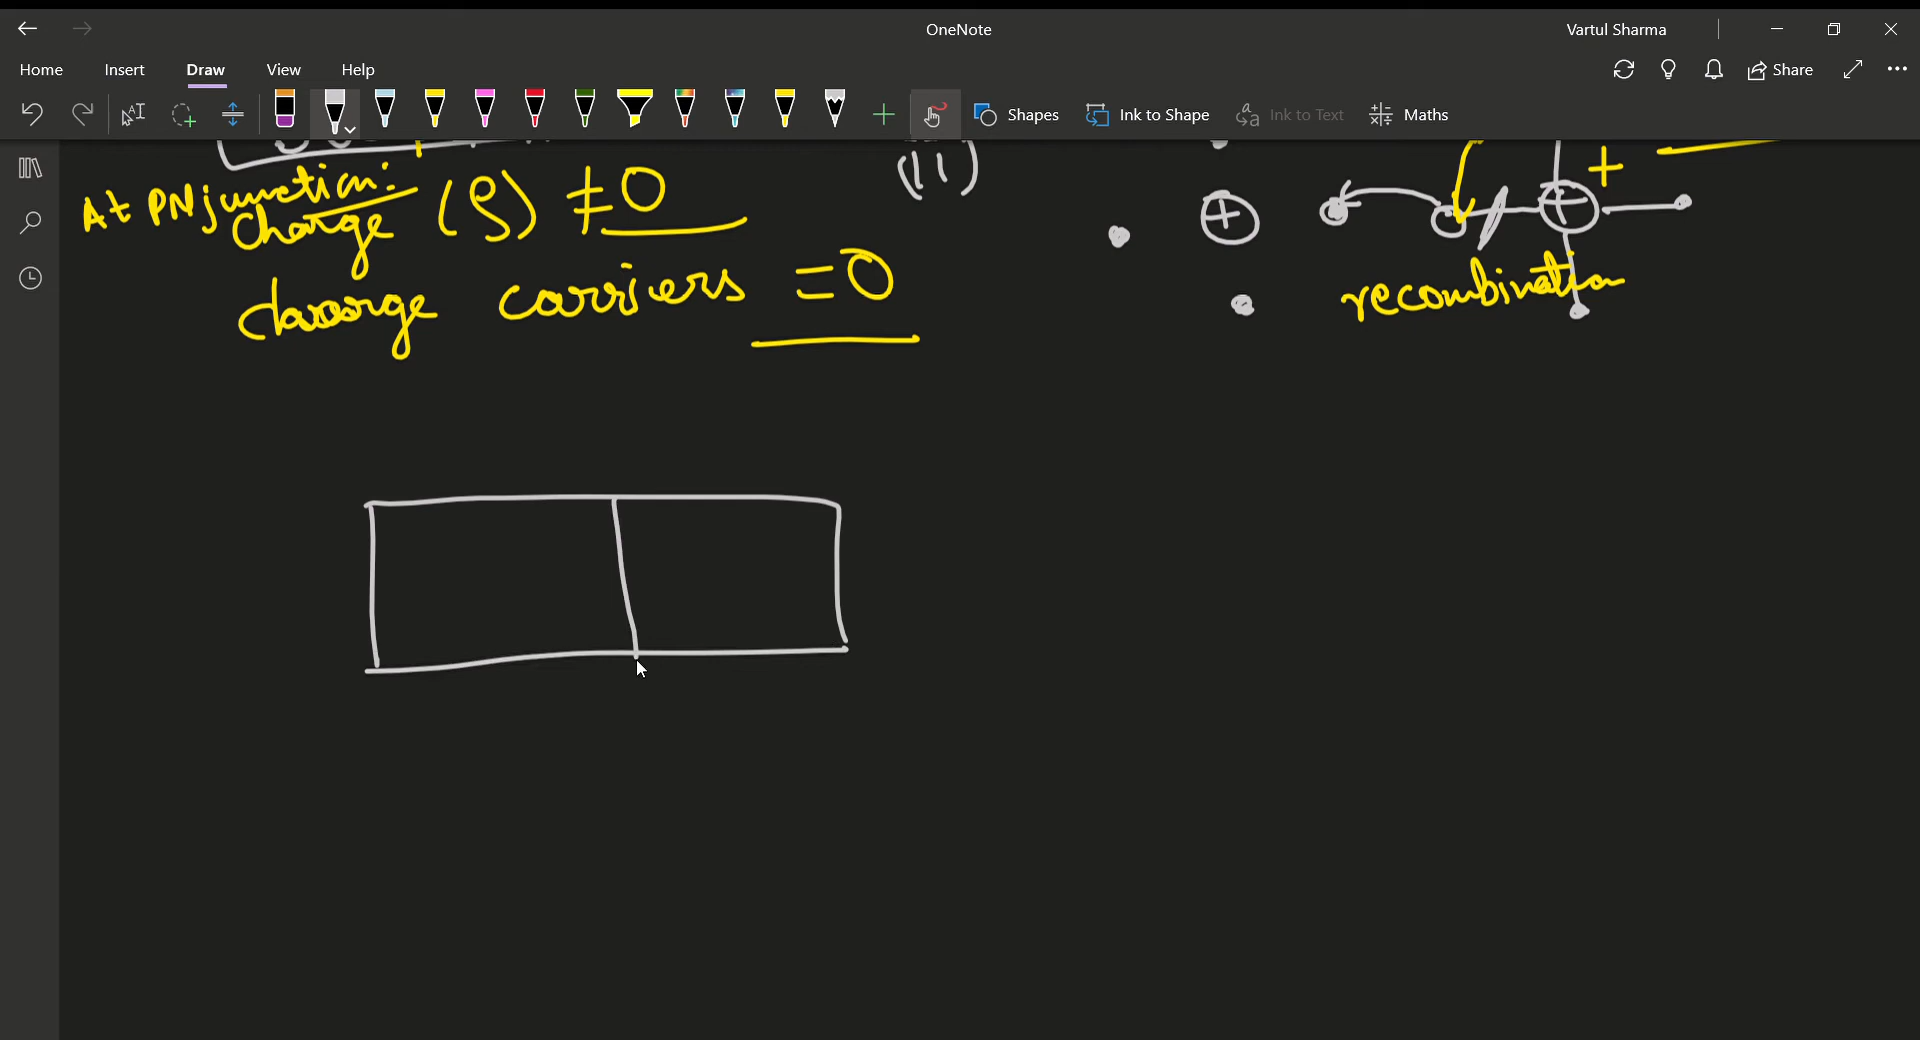 OneNote
Vartul Sharma
Home Insert Draw View Help
Share
Shapes Ink to Shape Ink to Text Maths
At PN junction:
Charge (ρ) ≠0
charge carriers =0
(11)
+
+
+
recombination